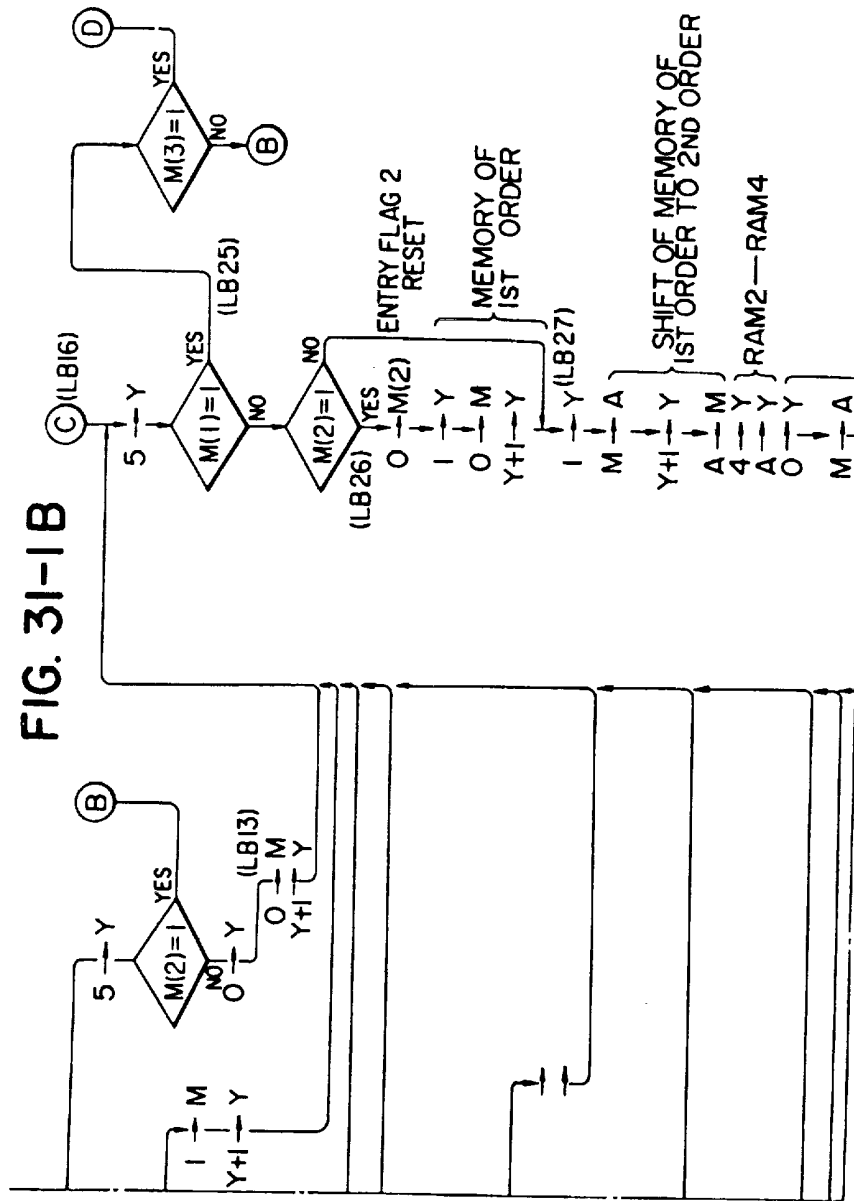 FIG. 31-1B
5→Y
M(2)=1
YES
B
NO
0→Y
(LB13)
0→M
Y+1→Y
1→M
Y+1→Y
C (LB16)
5→Y
M(1)=1
YES
(LB25)
NO
M(3)=1
YES
D
NO
B
M(2)=1
NO
YES
(LB26)
0→M(2)
ENTRY FLAG 2
RESET
1→Y
0→M
Y+1→Y
MEMORY OF
1ST ORDER
1→Y (LB27)
M→A
Y+1→Y
A→M
SHIFT OF MEMORY OF
1ST ORDER TO 2ND ORDER
4→Y
A→Y
RAM2—RAM4
0→Y
M→A